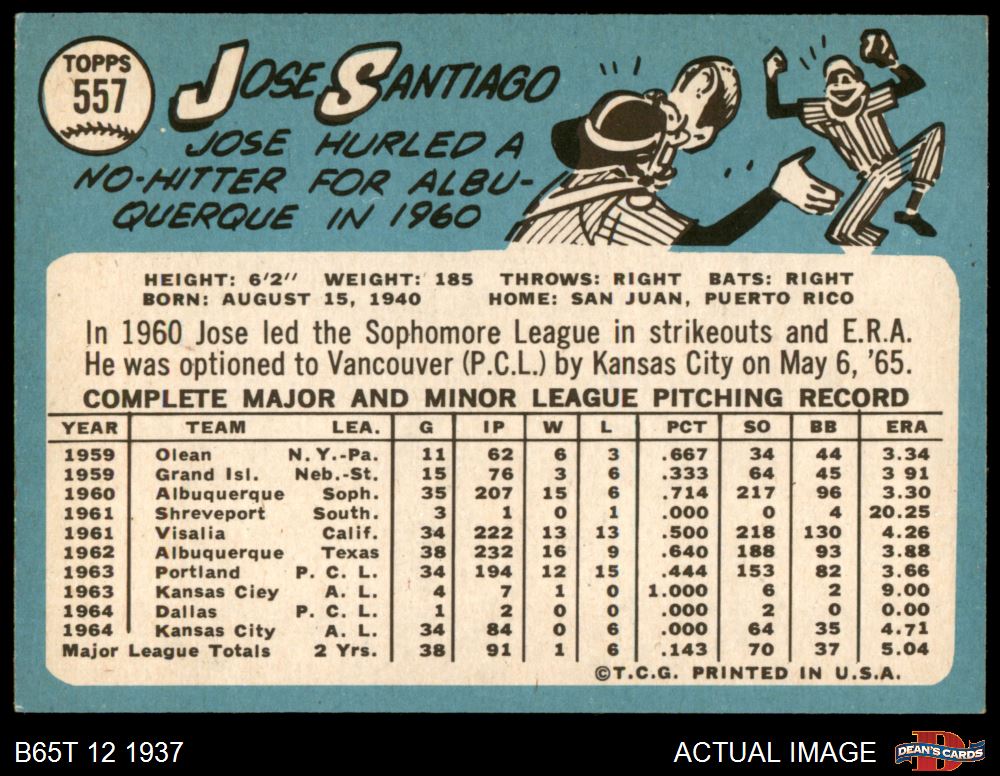 TOPPS
557
JOSE SANTIAGO
JOSE HURLED A
NO-HITTER FOR ALBU-
QUERQUE IN 1960
HEIGHT: 6'2" WEIGHT: 185 THROWS: RIGHT BATS: RIGHT
BORN: AUGUST 15, 1940 HOME: SAN JUAN, PUERTO RICO
In 1960 Jose led the Sophomore League in strikeouts and E.R.A.
He was optioned to Vancouver (P.C.L.) by Kansas City on May 6, '65.
COMPLETE MAJOR AND MINOR LEAGUE PITCHING RECORD
YEAR TEAM LEA. G IP W L PCT SO BB ERA
1959 Olean N.Y.-Pa. 11 62 6 3 .667 34 44 3.34
1959 Grand Isl. Neb.-St. 15 76 3 6 .333 64 45 3 91
1960 Albuquerque Soph. 35 207 15 6 .714 217 96 3.30
1961 Shreveport South. 3 1 0 1 .000 0 4 20.25
1961 Visalia Calif. 34 222 13 13 .500 218 130 4.26
1962 Albuquerque Texas 38 232 16 9 .640 188 93 3.88
1963 Portland P. C. L. 34 194 12 15 .444 153 82 3.66
1963 Kansas Ciey A. L. 4 7 1 0 1.000 6 2 9.00
1964 Dallas P. C. L. 1 2 0 0 .000 2 0 0.00
1964 Kansas City A. L. 34 84 0 6 .000 64 35 4.71
Major League Totals 2 Yrs. 38 91 1 6 .143 70 37 5.04
©T.C.G. PRINTED IN U.S.A.
B65T 12 1937 ACTUAL IMAGE
D
DEAN'S CARDS